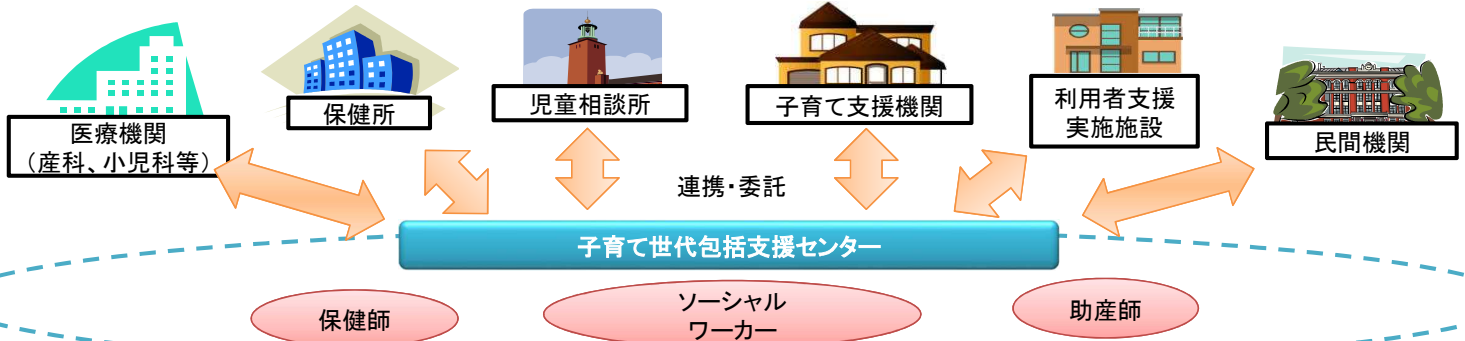 医療機関
（産科、小児科等）
保健所
児童相談所
子育て支援機関
利用者支援
実施施設
民間機関
連携・委託
子育て世代包括支援センター
保健師
ソーシャル
ワーカー
助産師